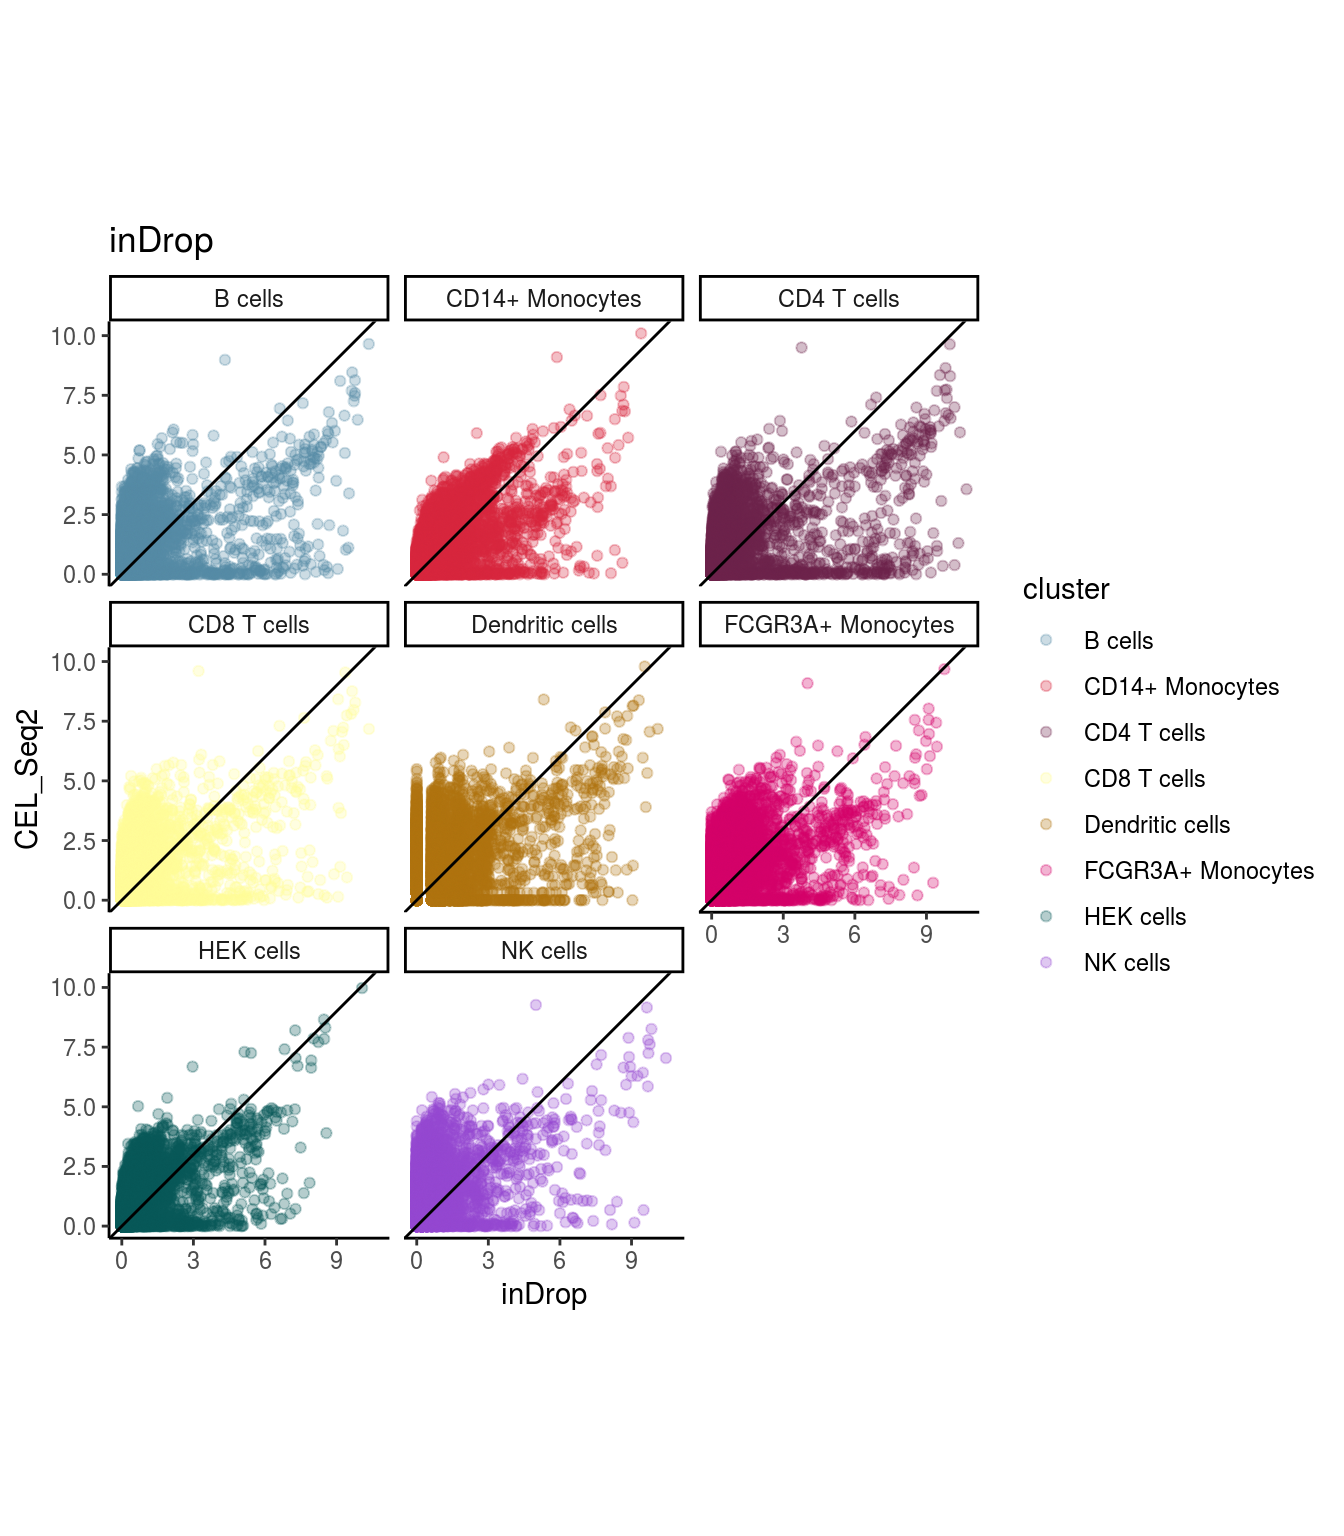 inDrop
B cells
CD14+ Monocytes
CD4 T cells
10.0
7.5
5.0
2.5
0.0
CD8 T cells
Dendritic cells
FCGR3A+ Monocytes
10.0
7.5
5.0
2.5
0.0
0 3 6 9
HEK cells
NK cells
10.0
7.5
5.0
2.5
0.0
0 3 6 9
0 3 6 9
inDrop
CEL_Seq2
cluster
B cells
CD14+ Monocytes
CD4 T cells
CD8 T cells
Dendritic cells
FCGR3A+ Monocytes
HEK cells
NK cells